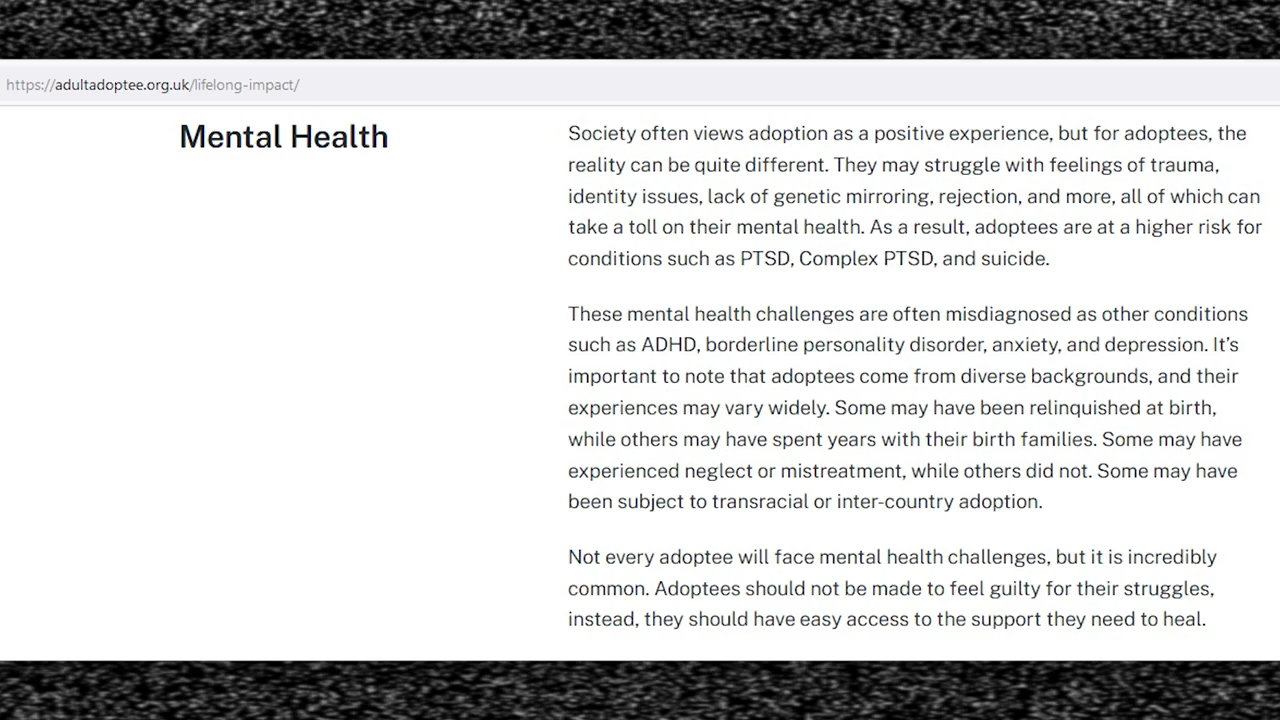 https://adultadoptee.org.uk/lifelong-impact/
Mental Health
Society often views adoption as a positive experience, but for adoptees, the
reality can be quite different. They may struggle with feelings of trauma,
identity issues, lack of genetic mirroring, rejection, and more, all of which can
take a toll on their mental health. As a result, adoptees are at a higher risk for
conditions such as PTSD, Complex PTSD, and suicide.
These mental health challenges are often misdiagnosed as other conditions
such as ADHD, borderline personality disorder, anxiety, and depression. It’s
important to note that adoptees come from diverse backgrounds, and their
experiences may vary widely. Some may have been relinquished at birth,
while others may have spent years with their birth families. Some may have
experienced neglect or mistreatment, while others did not. Some may have
been subject to transracial or inter-country adoption.
Not every adoptee will face mental health challenges, but it is incredibly
common. Adoptees should not be made to feel guilty for their struggles,
instead, they should have easy access to the support they need to heal.